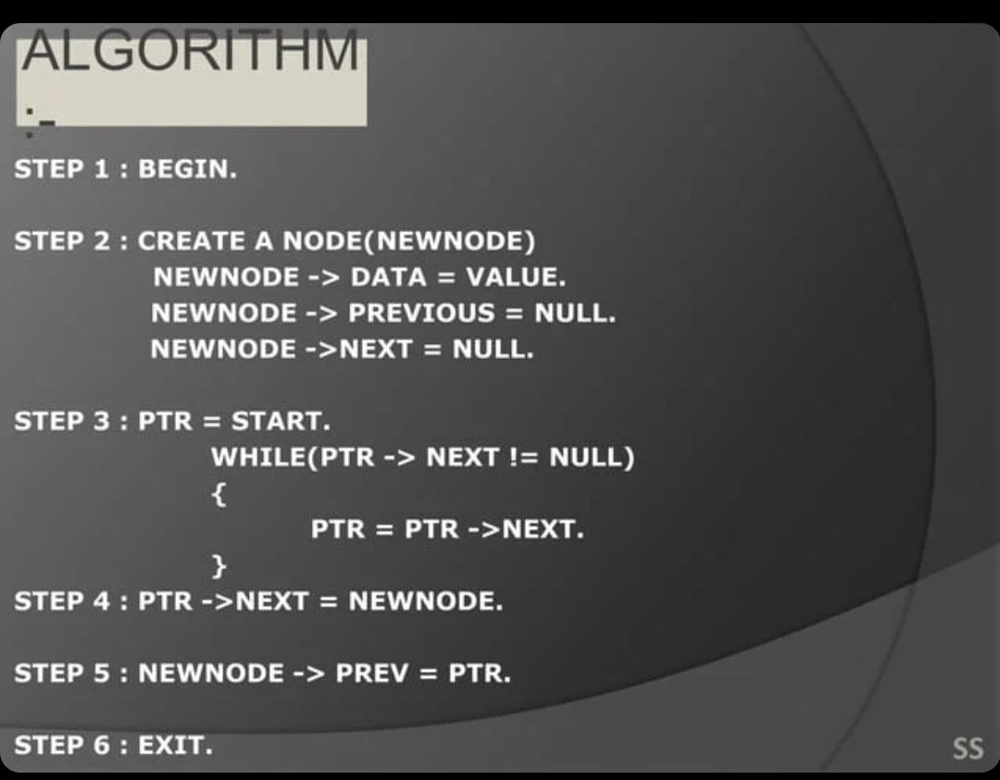 ALGORITHM
:-
STEP 1 : BEGIN.
STEP 2 : CREATE A NODE(NEWNODE)
NEWNODE -> DATA = VALUE.
NEWNODE -> PREVIOUS = NULL.
NEWNODE ->NEXT = NULL.
STEP 3 : PTR = START.
WHILE(PTR -> NEXT != NULL)
{
PTR = PTR ->NEXT.
}
STEP 4 : PTR ->NEXT = NEWNODE.
STEP 5 : NEWNODE -> PREV = PTR.
STEP 6 : EXIT.
SS